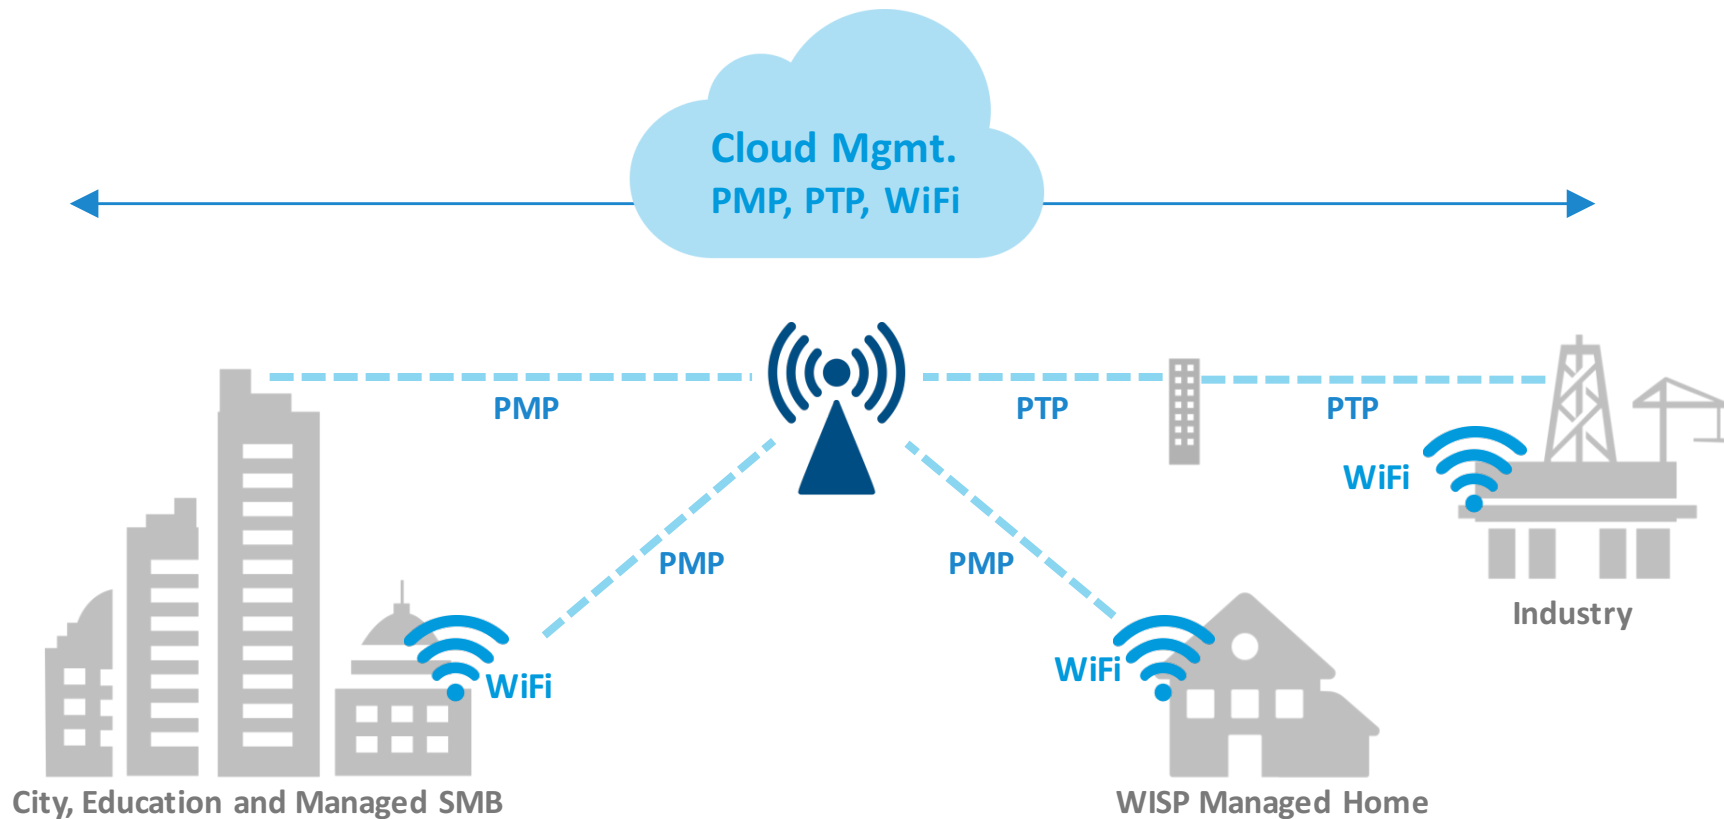 Cloud Mgmt.
PMP, PTP, WiFi
PMP
PTP
PTP
WiFi
PMP
PMP
Industry
WiFi
WiFi
City, Education and Managed SMB
WISP Managed Home